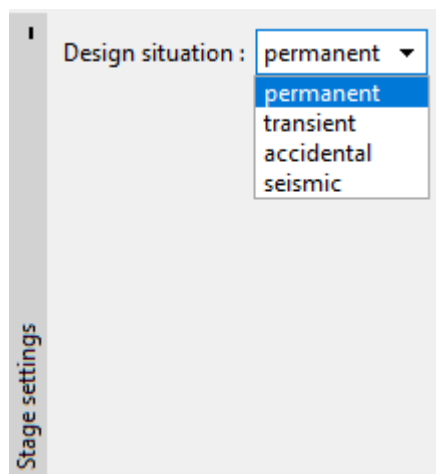 Design situation : permanent
permanent
transient
accidental
seismic
Stage settings